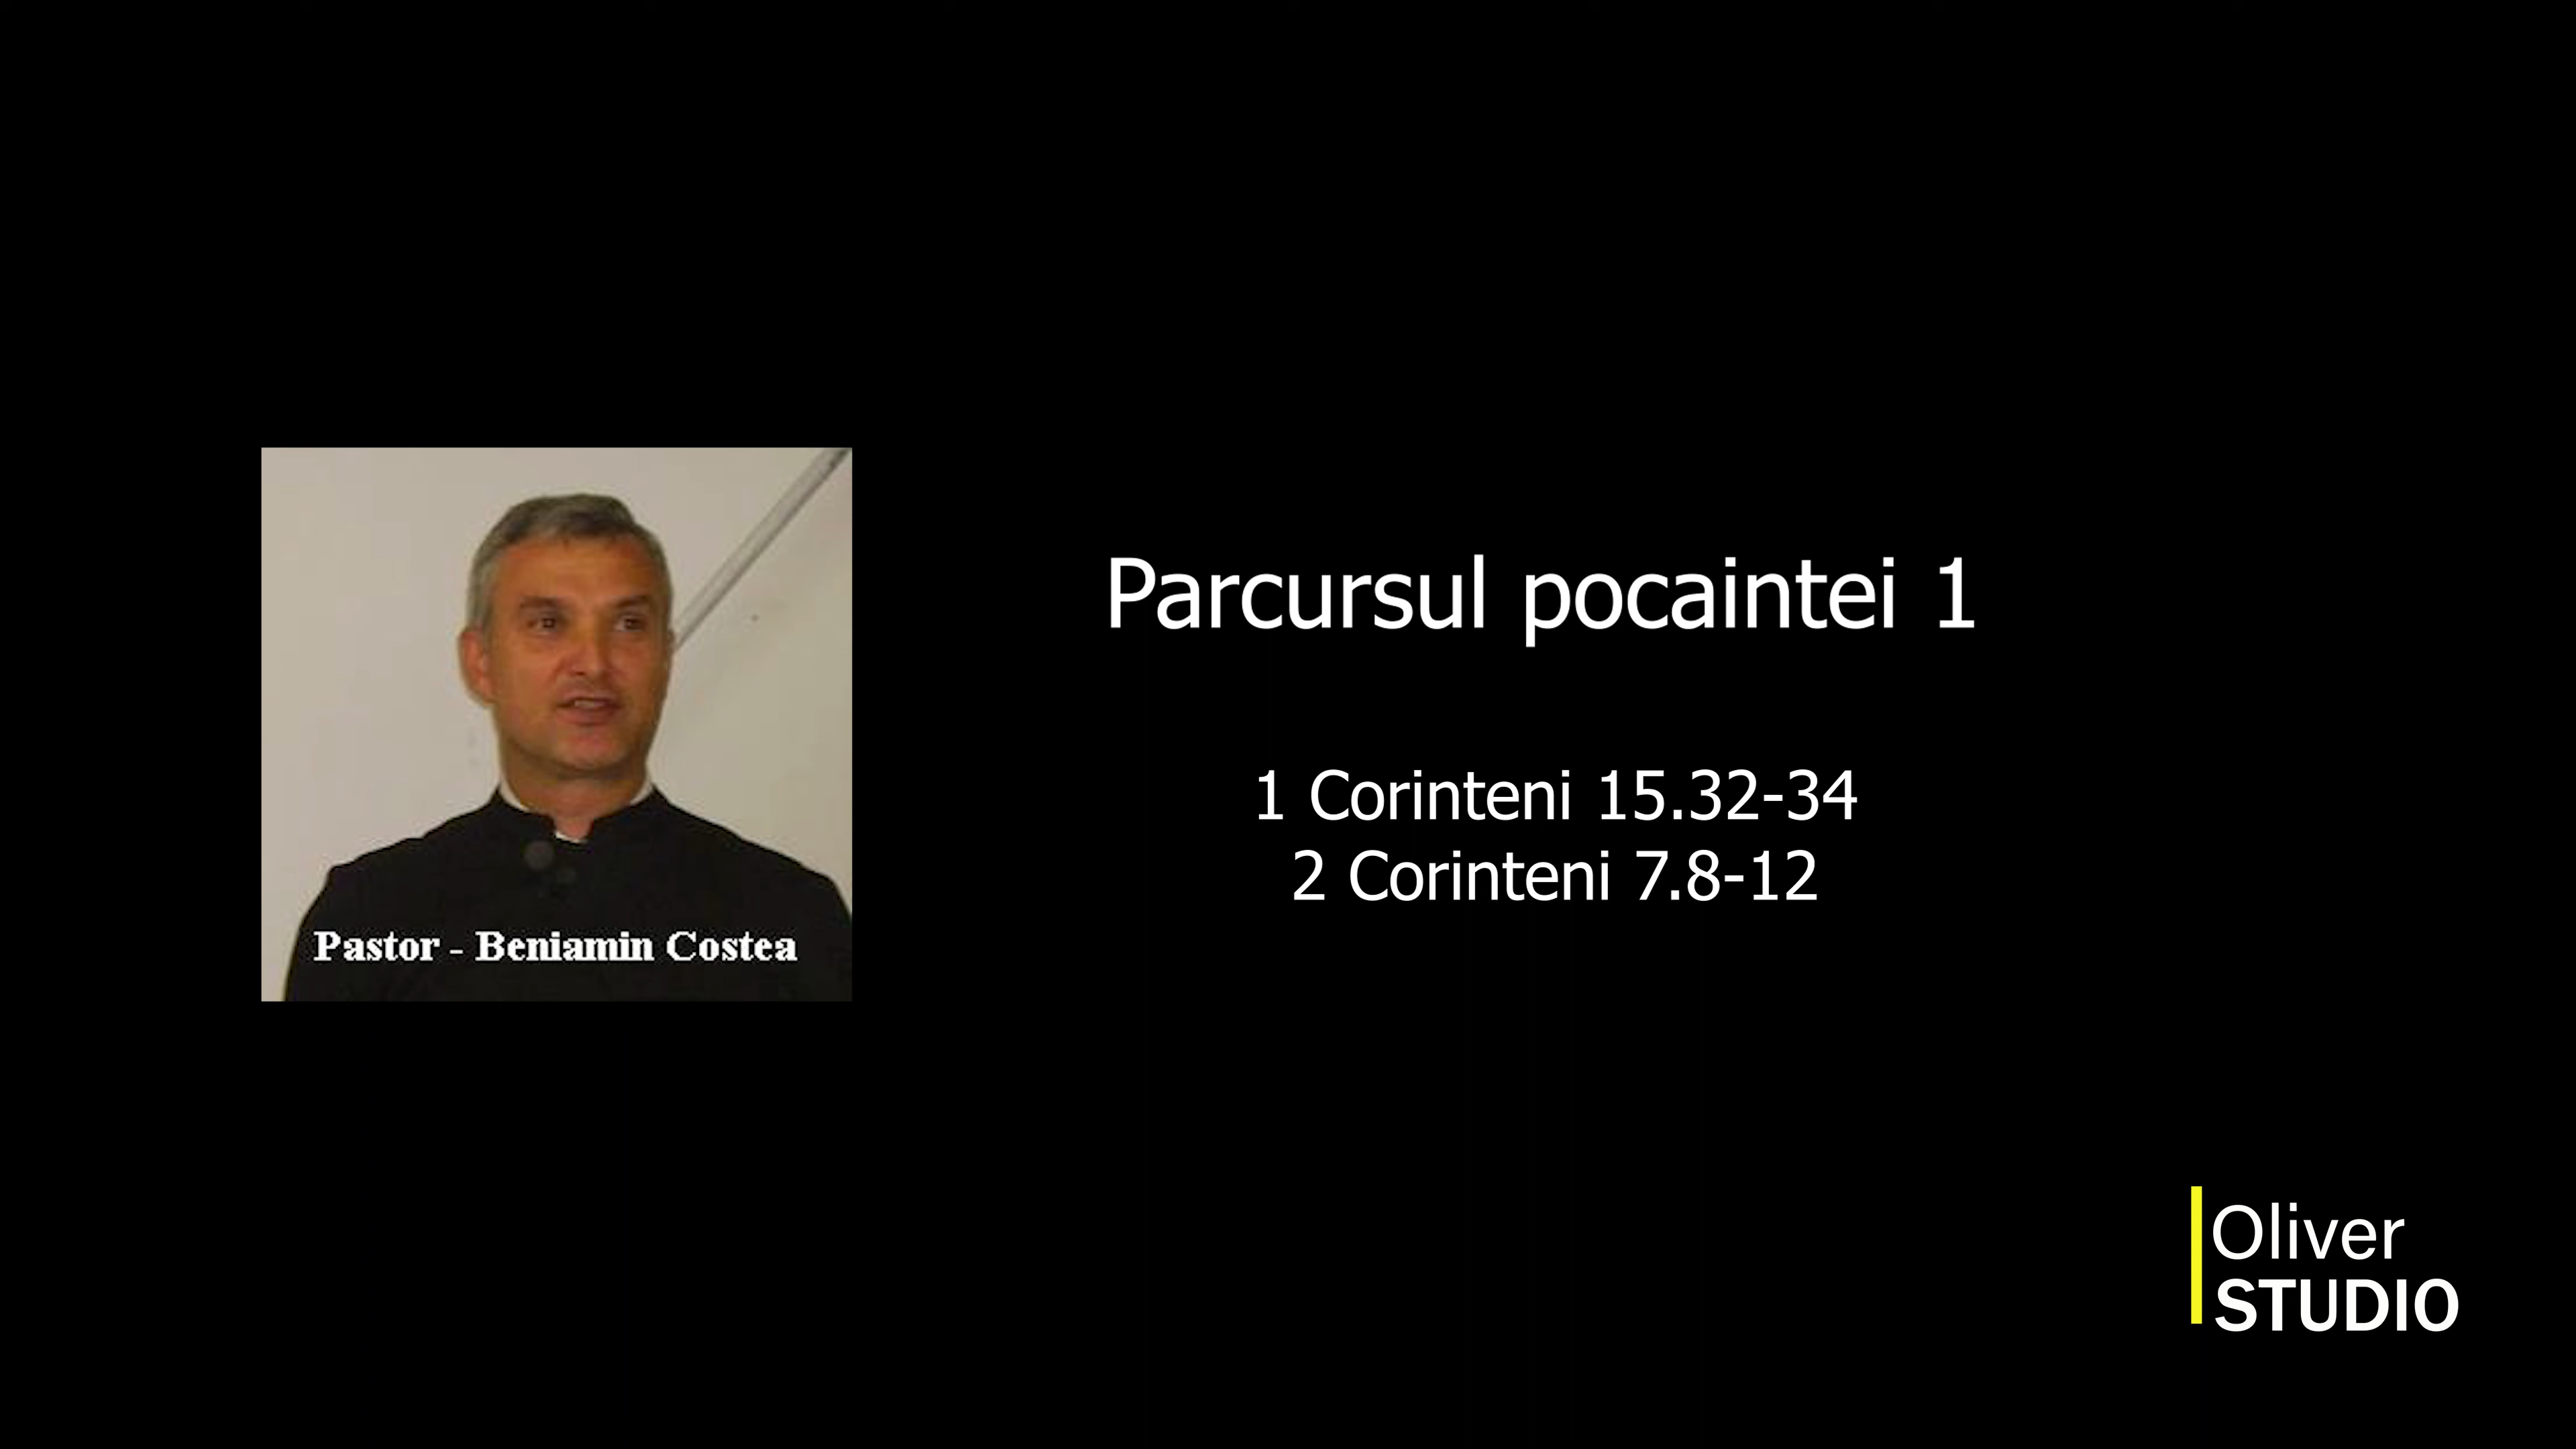 Parcursul pocaintei 1
1 Corinteni 15.32-34
2 Corinteni 7.8-12
Pastor - Beniamin Costea
Oliver
STUDIO